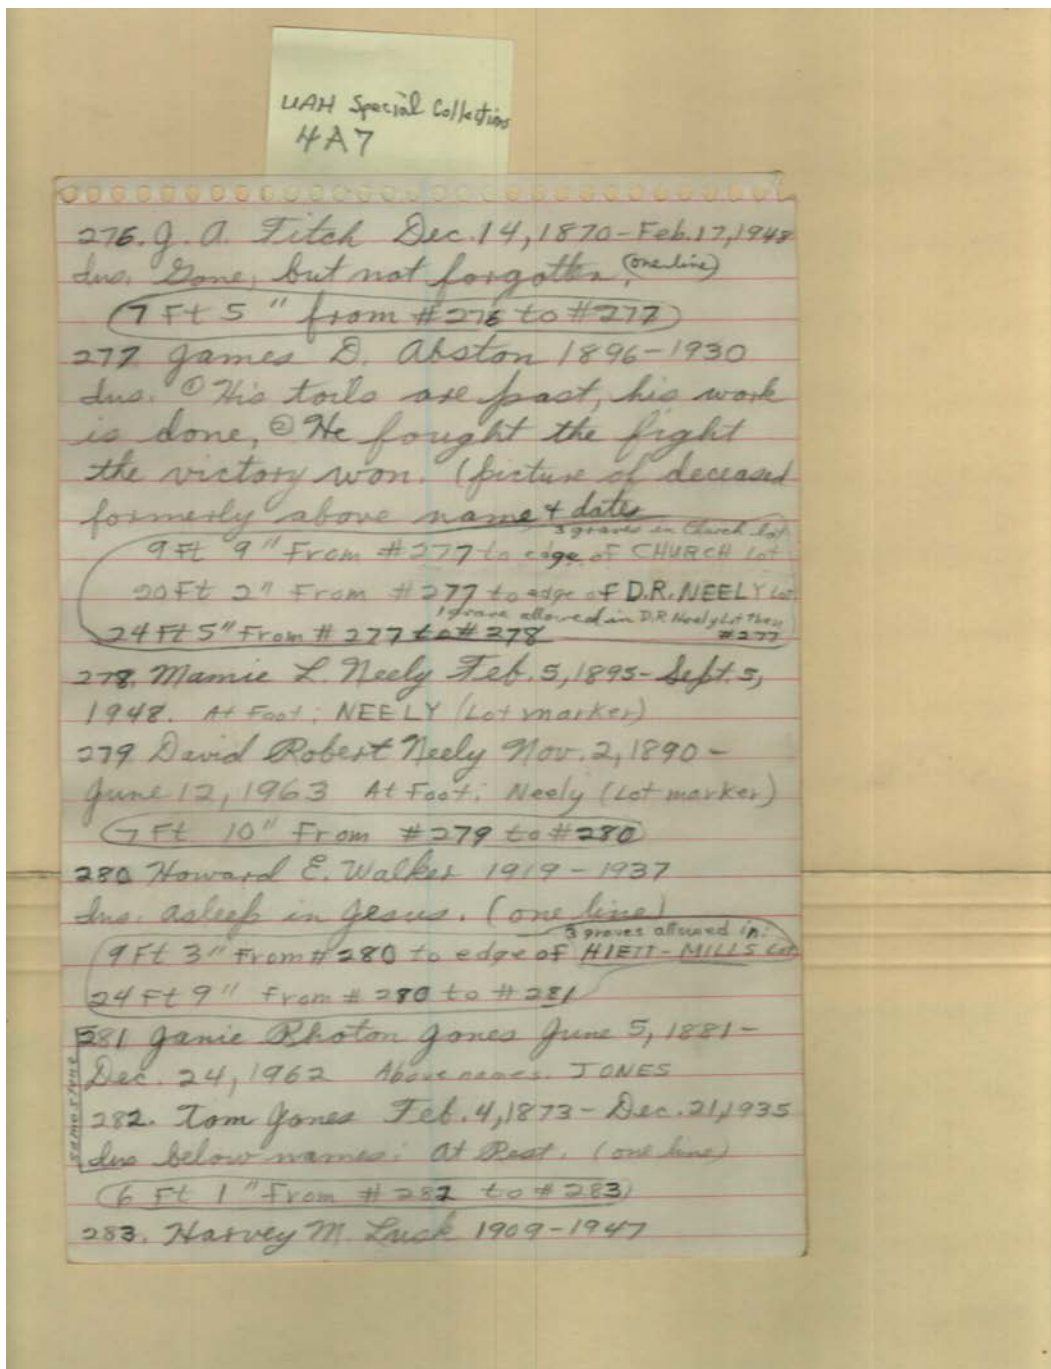 UAH Special Collections
4A7
276. J. A. Fitch Dec. 14, 1870-Feb. 17, 1948
Ins. Gone, but not forgotten, (one line)
7 Ft 5" from #276 to #277
277 James D. Abston 1896-1930
Ins. ① His toils are past, his work
is done, ② He fought the fight
the victory won. (picture of deceased
formerly above name & dates
3 graves in Church lot
9 Ft 9" From #277 to edge of CHURCH Lot
20 Ft 2" From #277 to edge of D.R. NEELY Lot
1 grave allowed in D.R Neely Lot then
24 Ft 5" From # 277 to # 278 #277
278. Mamie L. Neely Feb. 5, 1895- Sept. 5,
1948. At Foot: NEELY (Lot marker)
279 David Robert Neely Nov. 2, 1890 -
June 12, 1963 At Foot: Neely (Lot marker)
7 Ft 10" From #279 to #280
280 Howard E. Walker 1919-1937
Ins. asleep in Jesus. (one line)
3 graves allowed in:
9 Ft 3" From # 280 to edge of HIETT-MILLS Lot
24 Ft 9" From # 280 to # 281
281 Janie Rhoton Jones June 5, 1881-
Dec. 24, 1962 Above names. JONES
same stone
282. Tom Jones Feb. 4, 1873- Dec. 21, 1935
Ins below names: At Rest. (one line)
6 Ft 1" From # 282 to # 283
283. Harvey M. Lusk 1909-1947